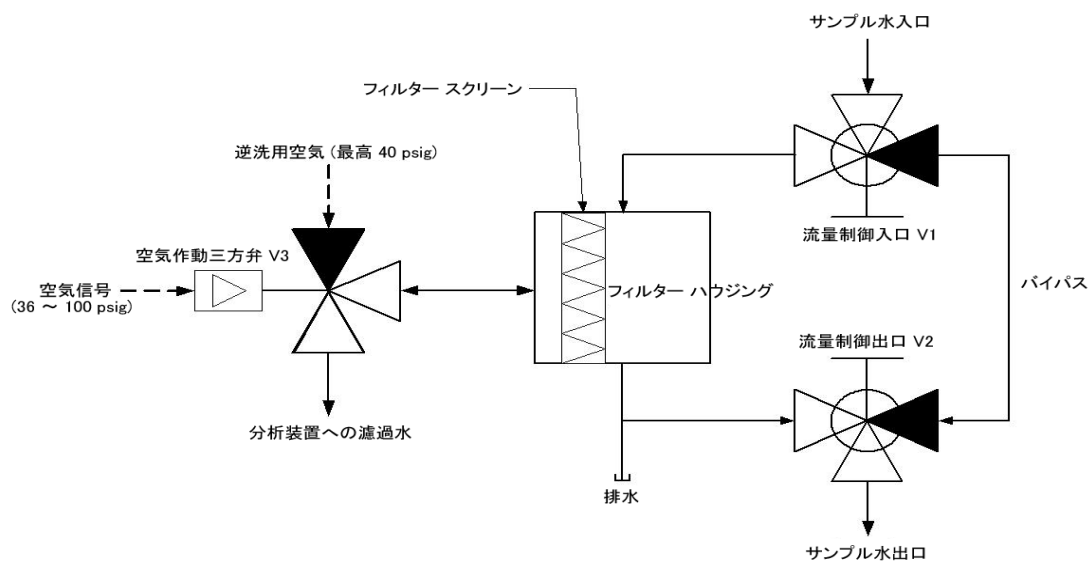 サンプル水入口
フィルター スクリーン
逆洗用空気 (最高 40 psig)
流量制御入口 V1
空気作動三方弁 V3
空気信号
(36 ～ 100 psig)
フィルター ハウジング
バイパス
流量制御出口 V2
分析装置への濾過水
排水
サンプル水出口